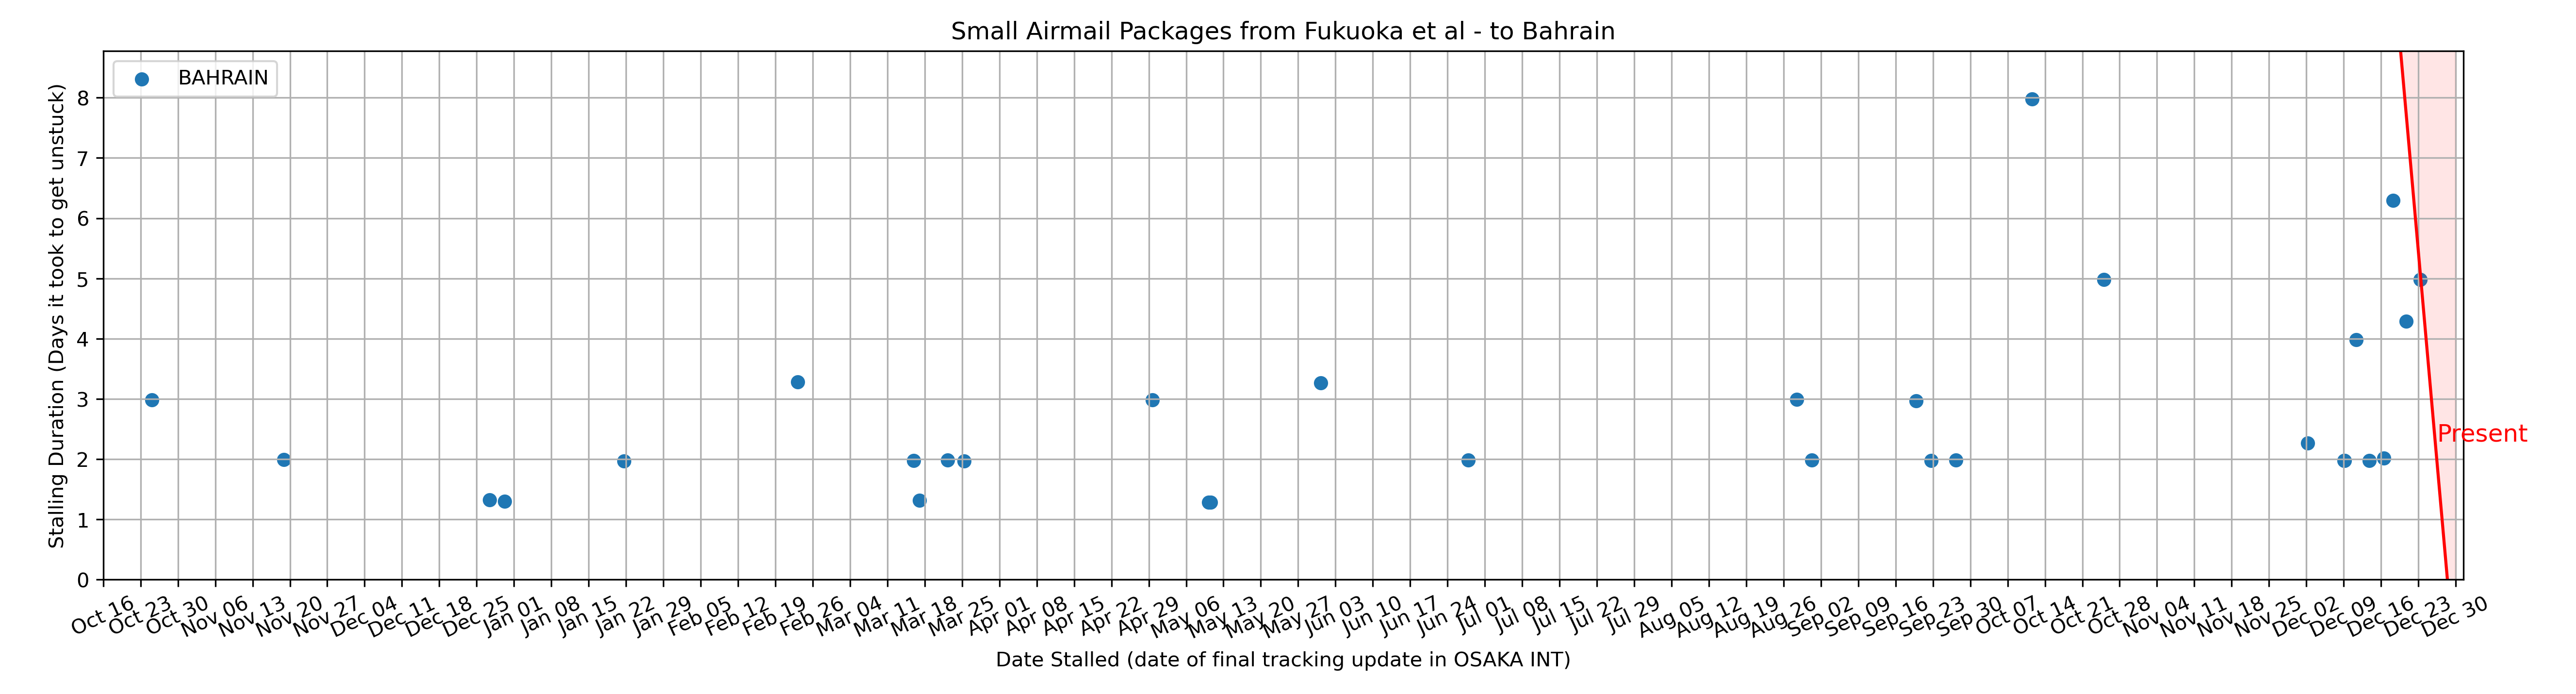 Small Airmail Packages from Fukuoka et al - to Bahrain
BAHRAIN
Stalling Duration (Days it took to get unstuck)
8
7
6
5
4
3
2
1
0
Present
Oct 16
Oct 23
Oct 30
Nov 06
Nov 13
Nov 20
Nov 27
Dec 04
Dec 11
Dec 18
Dec 25
Jan 01
Jan 08
Jan 15
Jan 22
Jan 29
Feb 05
Feb 12
Feb 19
Feb 26
Mar 04
Mar 11
Mar 18
Mar 25
Apr 01
Apr 08
Apr 15
Apr 22
Apr 29
May 06
May 13
May 20
May 27
Jun 03
Jun 10
Jun 17
Jun 24
Jul 01
Jul 08
Jul 15
Jul 22
Jul 29
Aug 05
Aug 12
Aug 19
Aug 26
Sep 02
Sep 09
Sep 16
Sep 23
Sep 30
Oct 07
Oct 14
Oct 21
Oct 28
Nov 04
Nov 11
Nov 18
Nov 25
Dec 02
Dec 09
Dec 16
Dec 23
Dec 30
Date Stalled (date of final tracking update in OSAKA INT)